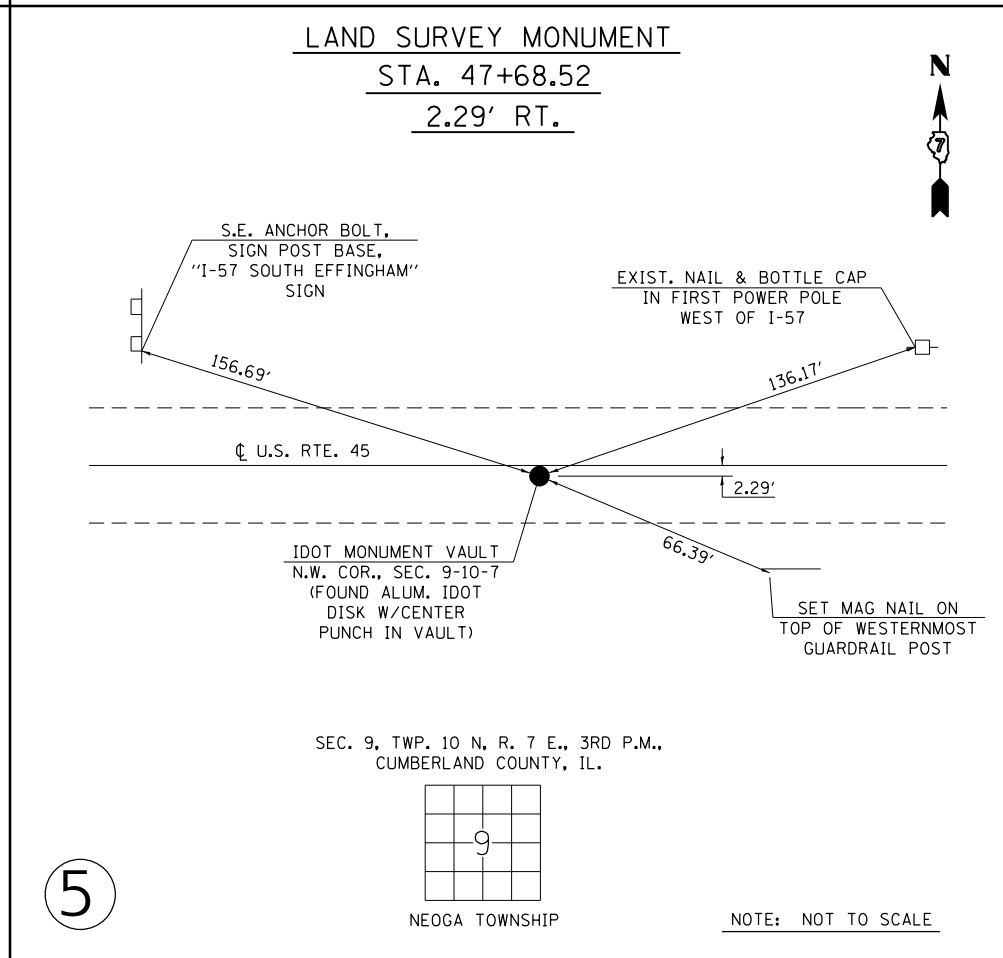 LAND SURVEY MONUMENT
STA. 47+68.52
2.29' RT.
N
7
S.E. ANCHOR BOLT,
SIGN POST BASE,
"I-57 SOUTH EFFINGHAM"
SIGN
EXIST. NAIL & BOTTLE CAP
IN FIRST POWER POLE
WEST OF I-57
156.69'
136.17'
℄ U.S. RTE. 45
2.29'
66.39'
IDOT MONUMENT VAULT
N.W. COR., SEC. 9-10-7
(FOUND ALUM. IDOT
DISK W/CENTER
PUNCH IN VAULT)
SET MAG NAIL ON
TOP OF WESTERNMOST
GUARDRAIL POST
SEC. 9, TWP. 10 N, R. 7 E., 3RD P.M.,
CUMBERLAND COUNTY, IL.
9
5
NEOGA TOWNSHIP
NOTE: NOT TO SCALE